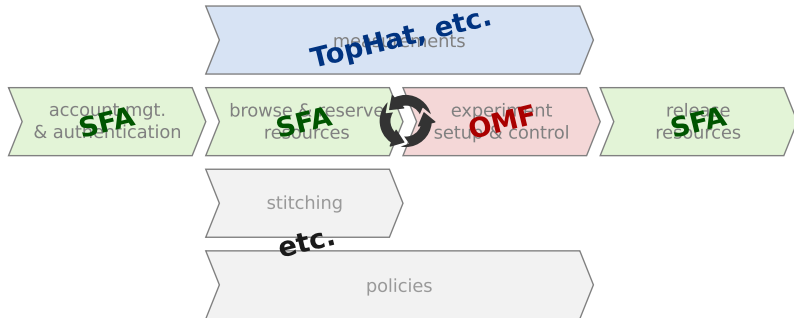 measurements
TopHat, etc.
account mgt.
& authentication
SFA
browse & reserve
resources
SFA
experiment
setup & control
OMF
release
resources
SFA
stitching
etc.
policies